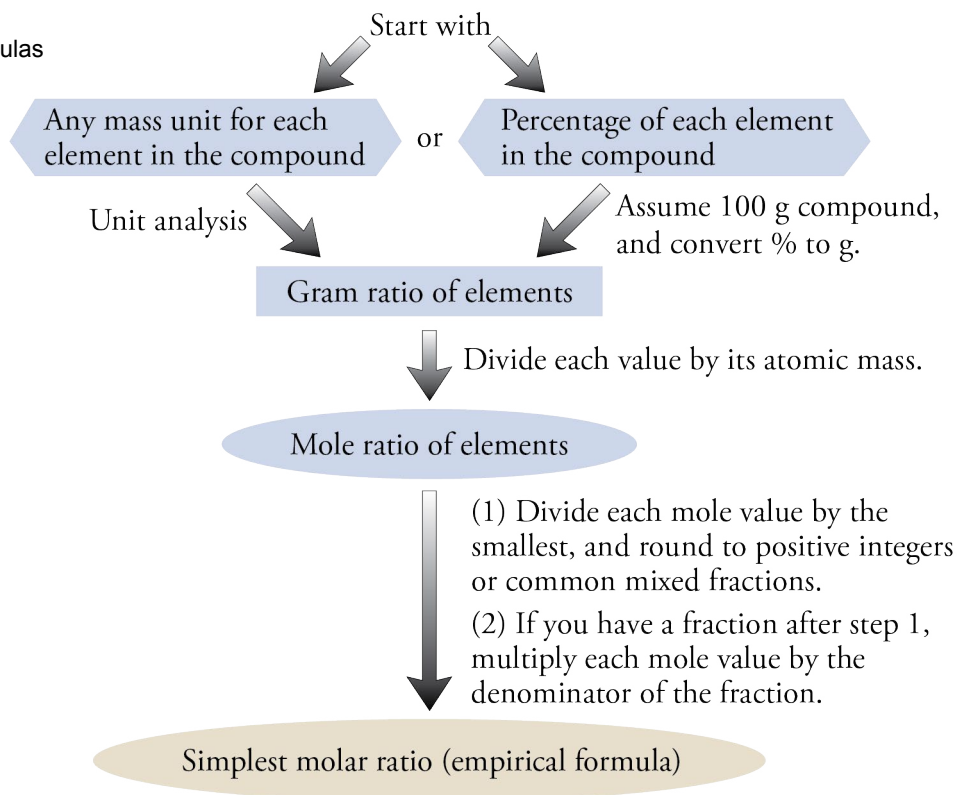 Start with
ulas
Any mass unit for each
element in the compound
or
Percentage of each element
in the compound
Unit analysis
Assume 100 g compound,
and convert % to g.
Gram ratio of elements
Divide each value by its atomic mass.
Mole ratio of elements
(1) Divide each mole value by the
smallest, and round to positive integers
or common mixed fractions.
(2) If you have a fraction after step 1,
multiply each mole value by the
denominator of the fraction.
Simplest molar ratio (empirical formula)